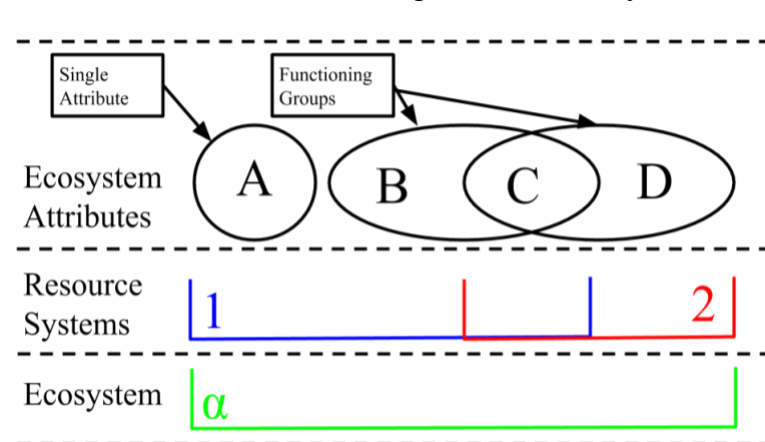 Single
Attribute
Functioning
Groups
Ecosystem
Attributes
A
B
C
D
Resource
Systems
1
2
Ecosystem
α